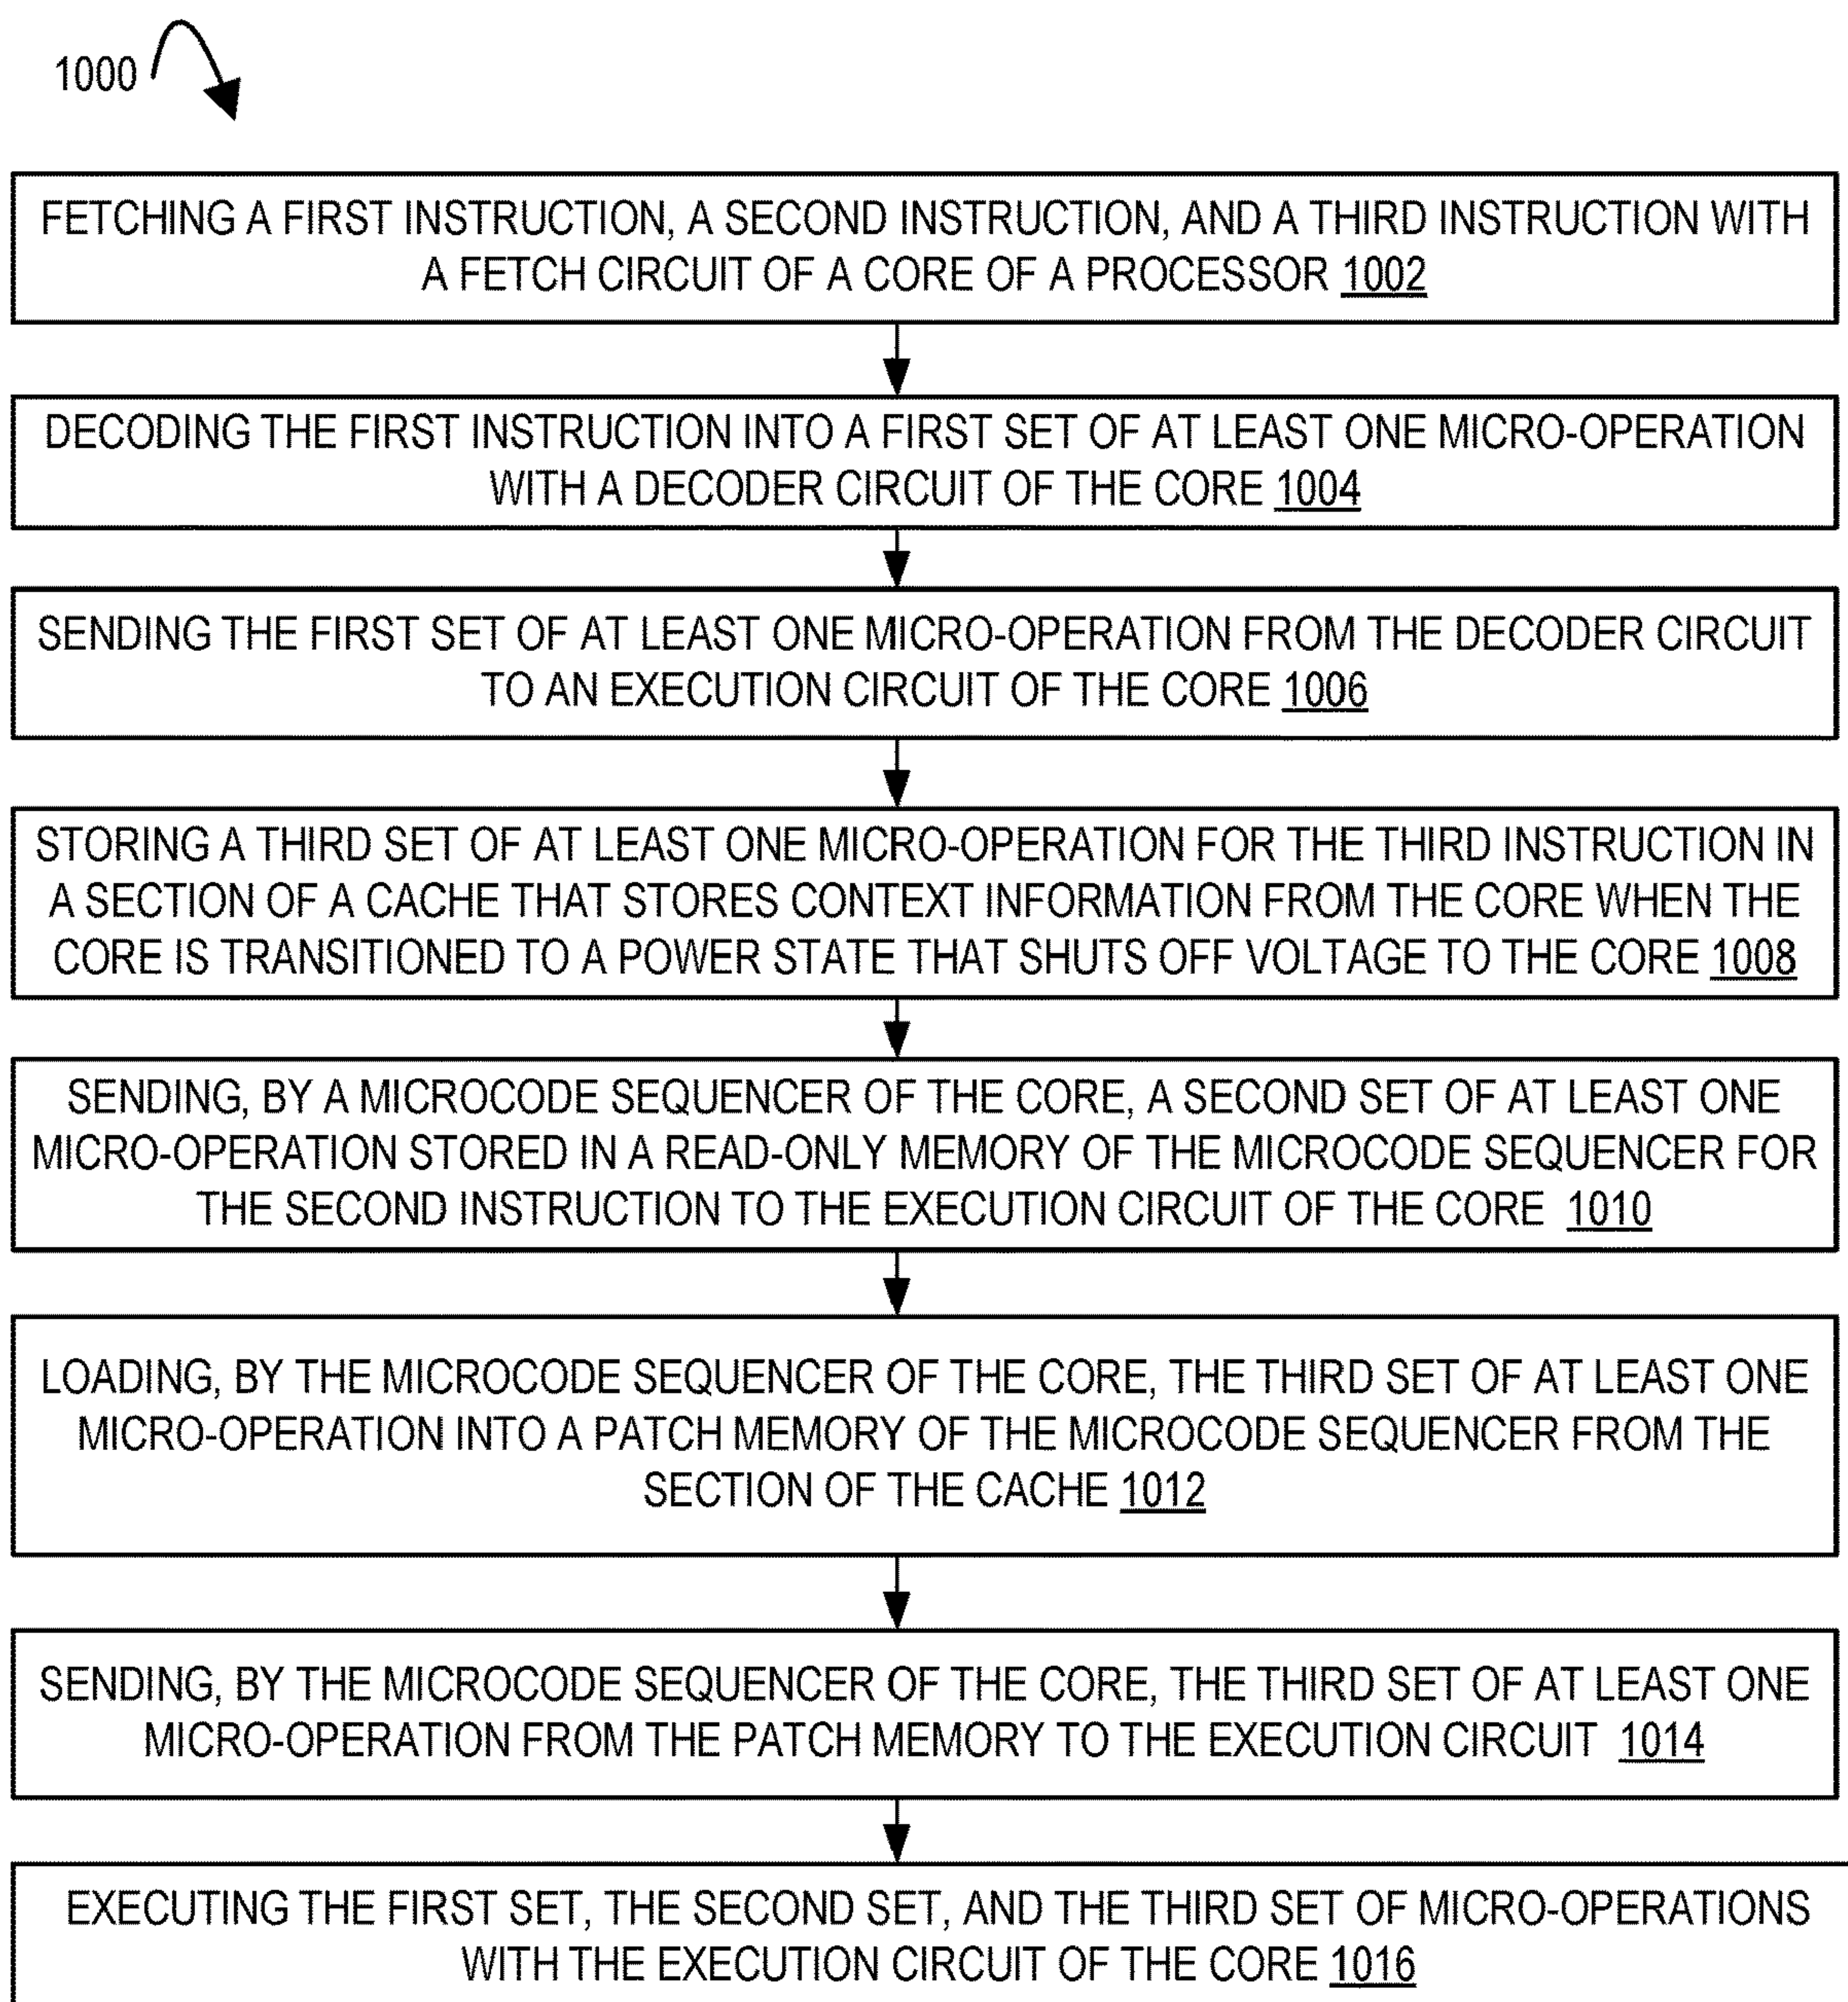 1000
FETCHING A FIRST INSTRUCTION, A SECOND INSTRUCTION, AND A THIRD INSTRUCTION WITH
A FETCH CIRCUIT OF A CORE OF A PROCESSOR 1002
DECODING THE FIRST INSTRUCTION INTO A FIRST SET OF AT LEAST ONE MICRO-OPERATION
WITH A DECODER CIRCUIT OF THE CORE 1004
SENDING THE FIRST SET OF AT LEAST ONE MICRO-OPERATION FROM THE DECODER CIRCUIT
TO AN EXECUTION CIRCUIT OF THE CORE 1006
STORING A THIRD SET OF AT LEAST ONE MICRO-OPERATION FOR THE THIRD INSTRUCTION IN
A SECTION OF A CACHE THAT STORES CONTEXT INFORMATION FROM THE CORE WHEN THE
CORE IS TRANSITIONED TO A POWER STATE THAT SHUTS OFF VOLTAGE TO THE CORE 1008
SENDING, BY A MICROCODE SEQUENCER OF THE CORE, A SECOND SET OF AT LEAST ONE
MICRO-OPERATION STORED IN A READ-ONLY MEMORY OF THE MICROCODE SEQUENCER FOR
THE SECOND INSTRUCTION TO THE EXECUTION CIRCUIT OF THE CORE 1010
LOADING, BY THE MICROCODE SEQUENCER OF THE CORE, THE THIRD SET OF AT LEAST ONE
MICRO-OPERATION INTO A PATCH MEMORY OF THE MICROCODE SEQUENCER FROM THE
SECTION OF THE CACHE 1012
SENDING, BY THE MICROCODE SEQUENCER OF THE CORE, THE THIRD SET OF AT LEAST ONE
MICRO-OPERATION FROM THE PATCH MEMORY TO THE EXECUTION CIRCUIT 1014
EXECUTING THE FIRST SET, THE SECOND SET, AND THE THIRD SET OF MICRO-OPERATIONS
WITH THE EXECUTION CIRCUIT OF THE CORE 1016